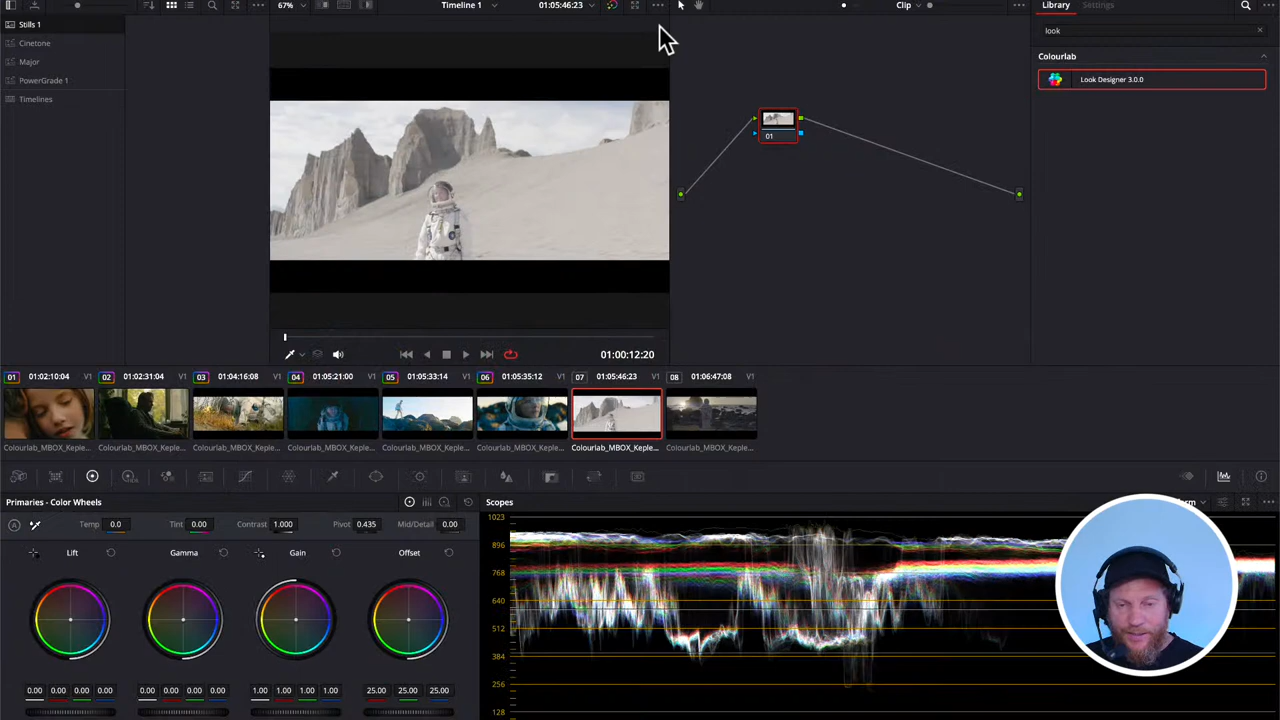 67%
Timeline 1
01:05:46:23
Clip
Library
Settings
Stills 1
Cinetone
Major
PowerGrade 1
Timelines
look
Colourlab
Look Designer 3.0.0
01
01:00:12:20
01 01:02:10:04 V1
02 01:02:31:04 V1
03 01:04:16:08 V1
04 01:05:21:00 V1
05 01:05:33:14 V1
06 01:05:35:12 V1
07 01:05:46:23 V1
08 01:06:47:08 V1
Colourlab_MBOX_Keple...
Colourlab_MBOX_Keple...
Colourlab_MBOX_Keple...
Colourlab_MBOX_Keple...
Colourlab_MBOX_Keple...
Colourlab_MBOX_Keple...
Colourlab_MBOX_Keple...
Colourlab_MBOX_Keple...
Primaries - Color Wheels
Scopes
Temp 0.0
Tint 0.00
Contrast 1.000
Pivot 0.435
Mid/Detail 0.00
Lift
Gamma
Gain
Offset
0.00 0.00 0.00 0.00
0.00 0.00 0.00 0.00
1.00 1.00 1.00 1.00
25.00 25.00 25.00
1023
896
768
640
512
384
256
128